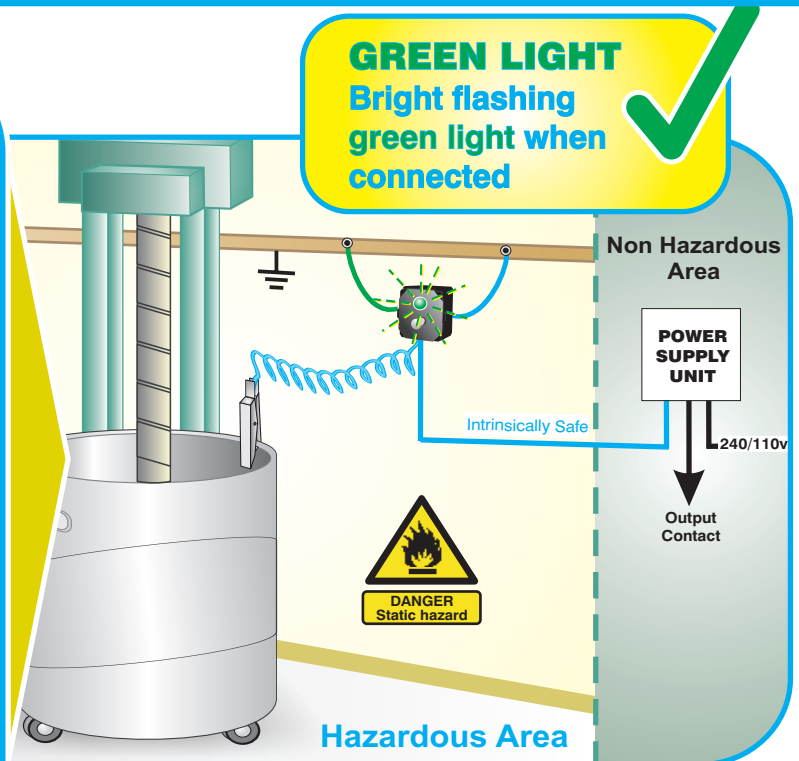 GREEN LIGHT
Bright flashing
green light when
connected
Non Hazardous
Area
POWER
SUPPLY
UNIT
Intrinsically Safe
240/110v
Output
Contact
DANGER
Static hazard
Hazardous Area